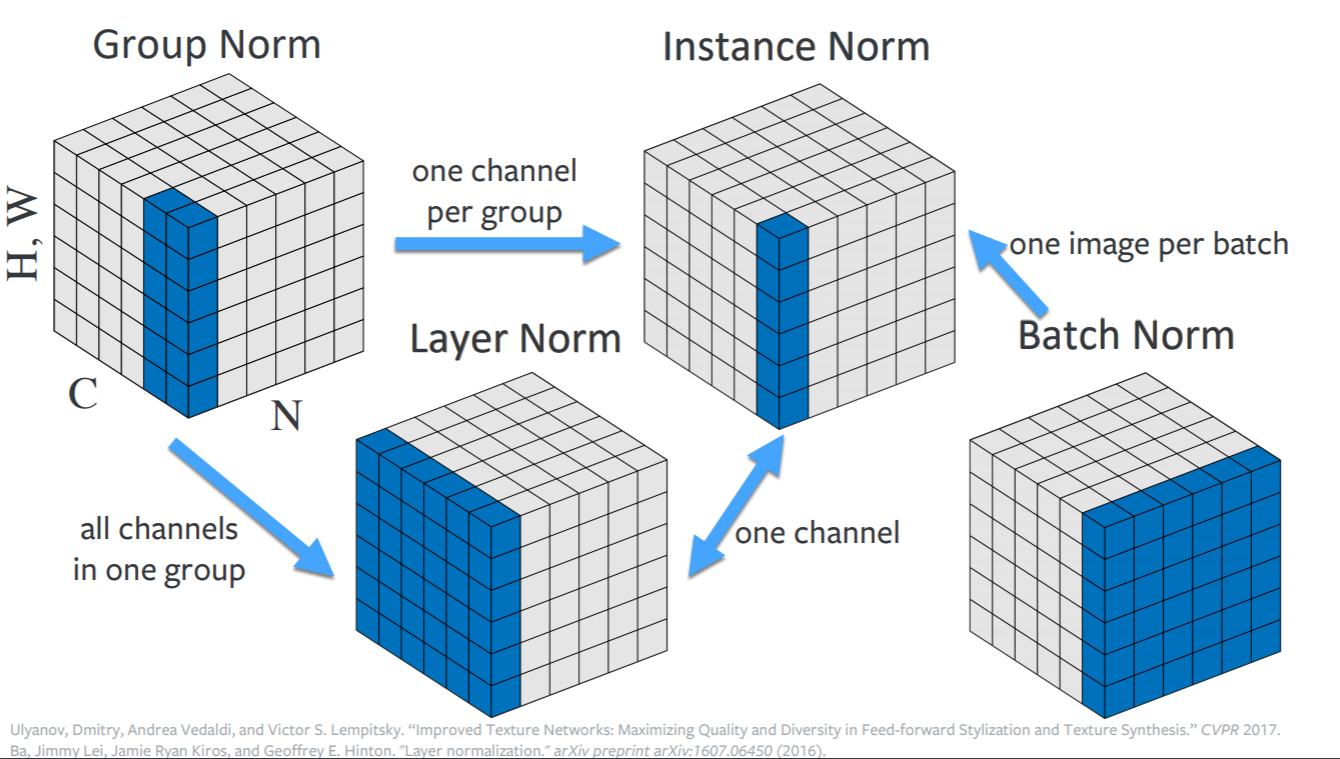 Group Norm
Instance Norm
one channel
per group
H, W
one image per batch
Layer Norm
Batch Norm
C
N
all channels
in one group
one channel
Ulyanov, Dmitry, Andrea Vedaldi, and Victor S. Lempitsky. “Improved Texture Networks: Maximizing Quality and Diversity in Feed-forward Stylization and Texture Synthesis.” CVPR 2017.
Ba, Jimmy Lei, Jamie Ryan Kiros, and Geoffrey E. Hinton. "Layer normalization." arXiv preprint arXiv:1607.06450 (2016).